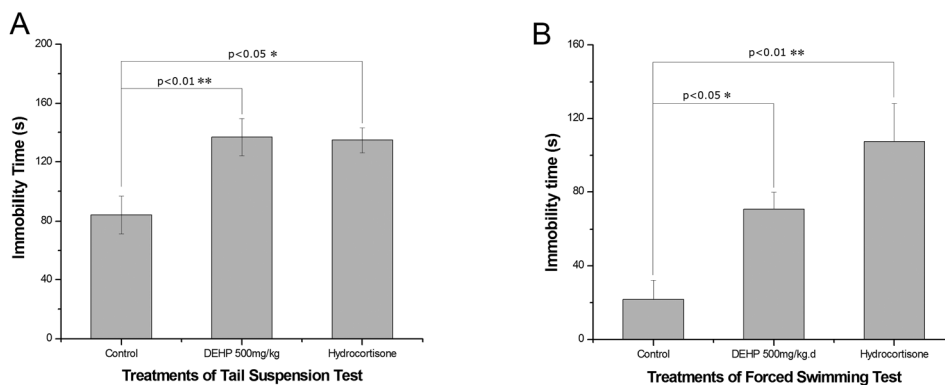 A
200
160
120
80
40
0
Immobility Time (s)
p<0.05 *
p<0.01 **
Control
DEHP 500mg/kg
Hydrocortisone
Treatments of Tail Suspension Test
B
160
120
80
40
0
Immobility time (s)
p<0.01 **
p<0.05 *
Control
DEHP 500mg/kg.d
Hydrocortisone
Treatments of Forced Swimming Test